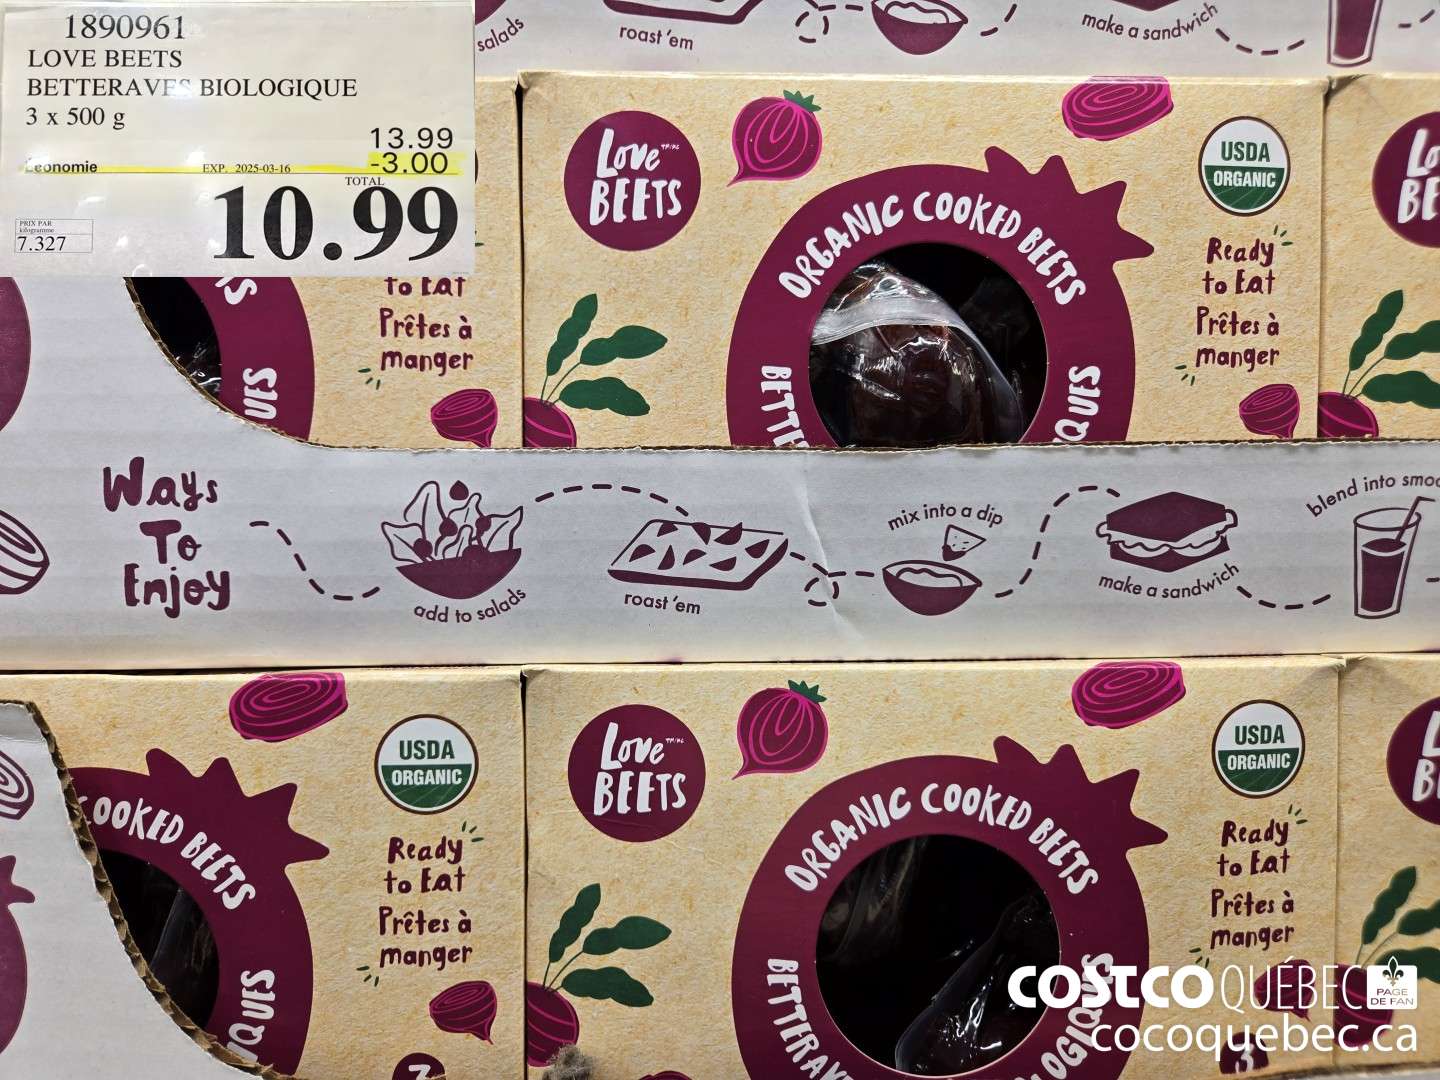 1890961
LOVE BEETS
BETTERAVES BIOLOGIQUE
3 x 500 g
13.99
Économie EXP. 2025-03-16 -3.00
TOTAL
10.99
PRIX PAR
kilogramme
7.327
salads
roast 'em
make a sandwich
to Eat
Prêtes à
manger
Love
BEETS
ORGANIC COOKED BEETS
USDA
ORGANIC
Ready
to Eat
Prêtes à
manger
Ways
To
Enjoy
add to salads
roast 'em
mix into a dip
make a sandwich
blend into
COOKED BEETS
USDA
ORGANIC
Ready
to Eat
Prêtes à
manger
Love
BEETS
ORGANIC COOKED BEETS
USDA
ORGANIC
Ready
to Eat
Prêtes à
manger
3
COSTCO QUÉBEC PAGE
DE FAN
cocoquebec.ca